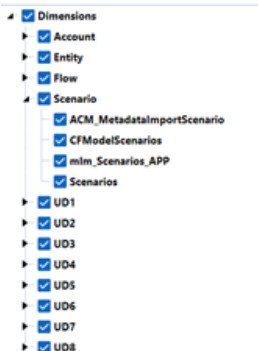 Dimensions
Account
Entity
Flow
Scenario
ACM_MetadataImportScenario
CFModelScenarios
mlm_Scenarios_APP
Scenarios
UD1
UD2
UD3
UD4
UD5
UD6
UD7
UD8